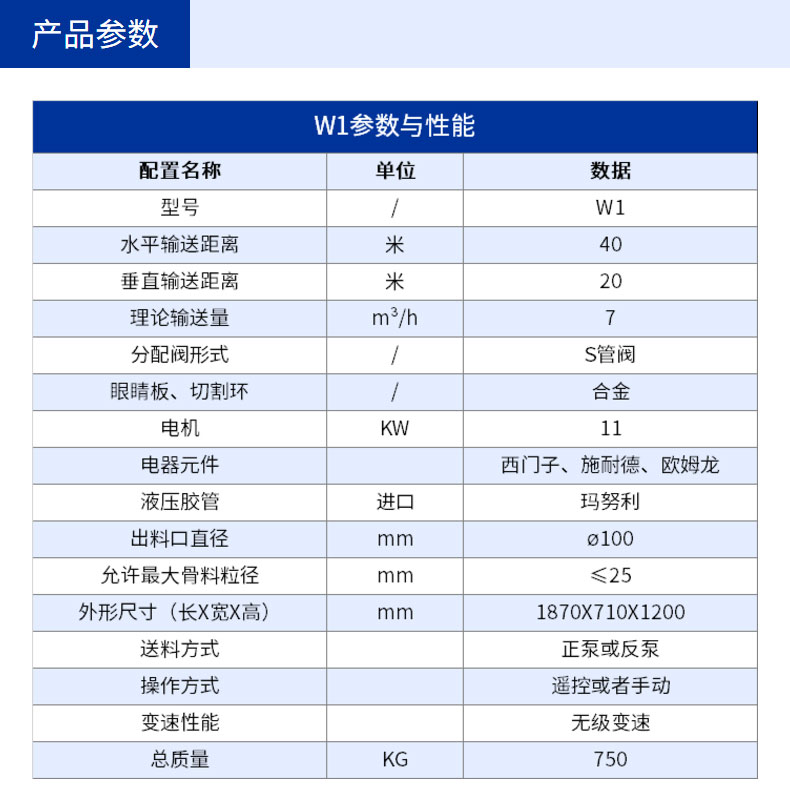 产品参数
W1参数与性能
配置名称 单位 数据
型号 / W1
水平输送距离 米 40
垂直输送距离 米 20
理论输送量 m³/h 7
分配阀形式 / S管阀
眼睛板、切割环 / 合金
电机 KW 11
电器元件 西门子、施耐德、欧姆龙
液压胶管 进口 玛努利
出料口直径 mm ø100
允许最大骨料粒径 mm ≤25
外形尺寸（长X宽X高） mm 1870X710X1200
送料方式 正泵或反泵
操作方式 遥控或者手动
变速性能 无级变速
总质量 KG 750